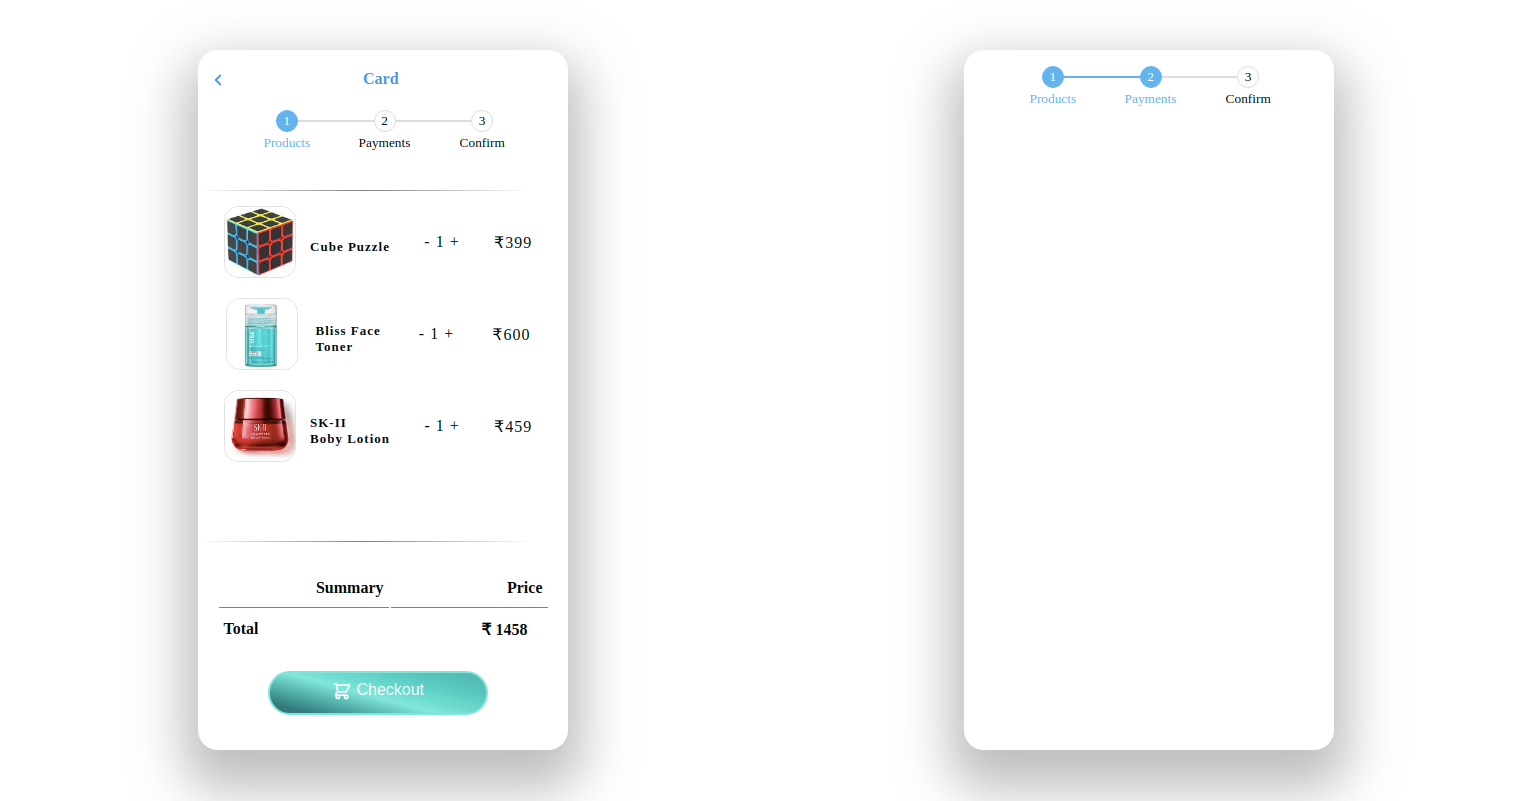 Card
1 2 3
Products Payments Confirm
Cube Puzzle - 1 + ₹399
Bliss Face
Toner
- 1 + ₹600
SK-II
Boby Lotion
- 1 + ₹459
Summary Price
Total ₹ 1458
Checkout
1 2 3
Products Payments Confirm